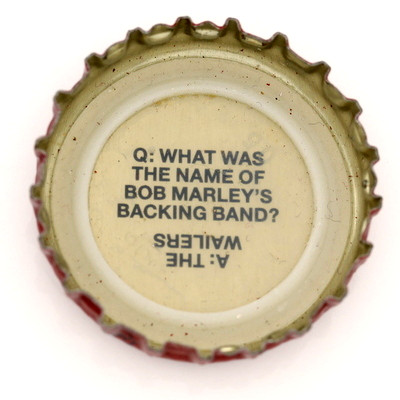 Q: WHAT WAS
THE NAME OF
BOB MARLEY'S
BACKING BAND?
A: THE
WAILERS